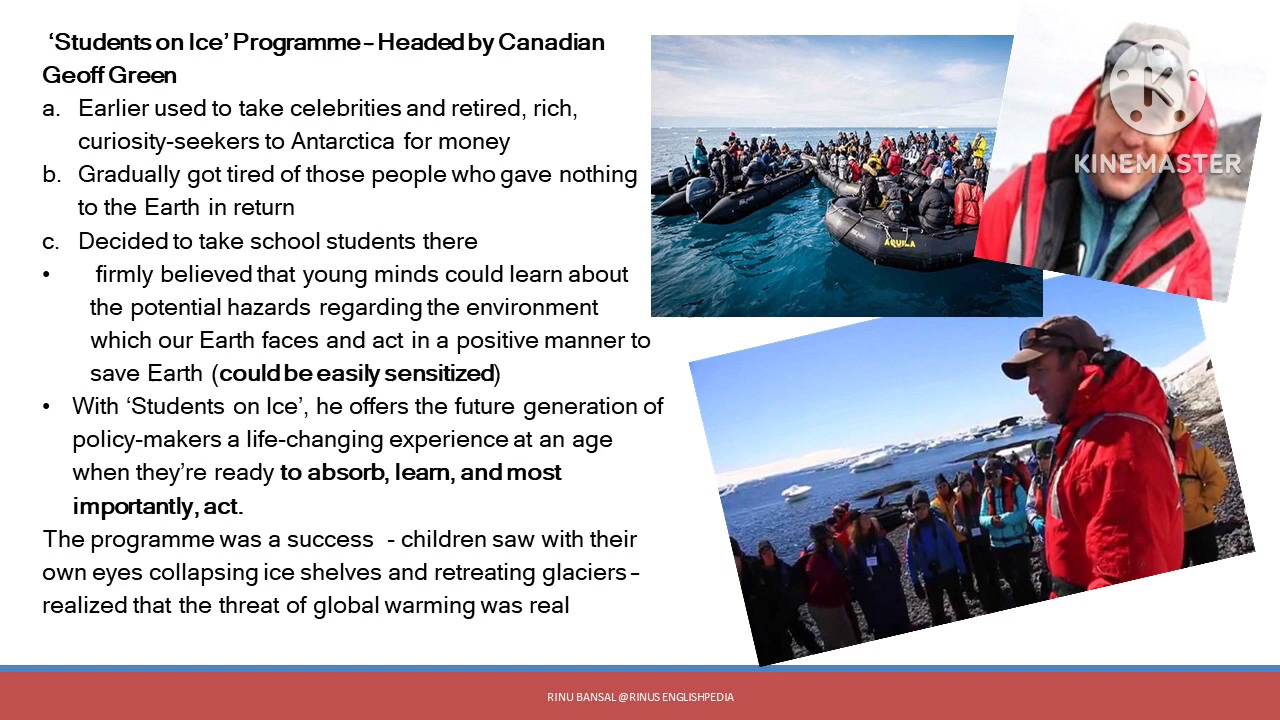 ‘Students on Ice’ Programme – Headed by Canadian
Geoff Green
a. Earlier used to take celebrities and retired, rich,
curiosity-seekers to Antarctica for money
b. Gradually got tired of those people who gave nothing
to the Earth in return
c. Decided to take school students there
• firmly believed that young minds could learn about
the potential hazards regarding the environment
which our Earth faces and act in a positive manner to
save Earth (could be easily sensitized)
• With ‘Students on Ice’, he offers the future generation of
policy-makers a life-changing experience at an age
when they’re ready to absorb, learn, and most
importantly, act.
The programme was a success - children saw with their
own eyes collapsing ice shelves and retreating glaciers –
realized that the threat of global warming was real
AQUILA
K
KINEMASTER
RINU BANSAL @RINUS ENGLISHPEDIA